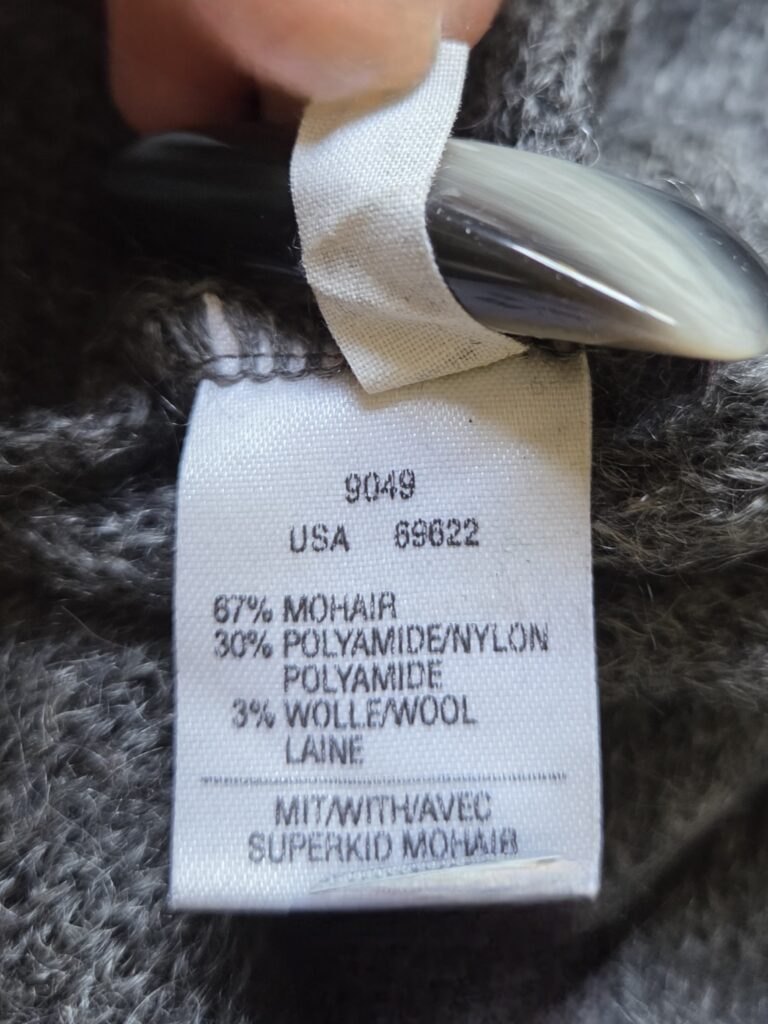 9049
USA 69622
67% MOHAIR
30% POLYAMIDE/NYLON
POLYAMIDE
3% WOLLE/WOOL
LAINE
MIT/WITH/AVEC
SUPERKID MOHAIR